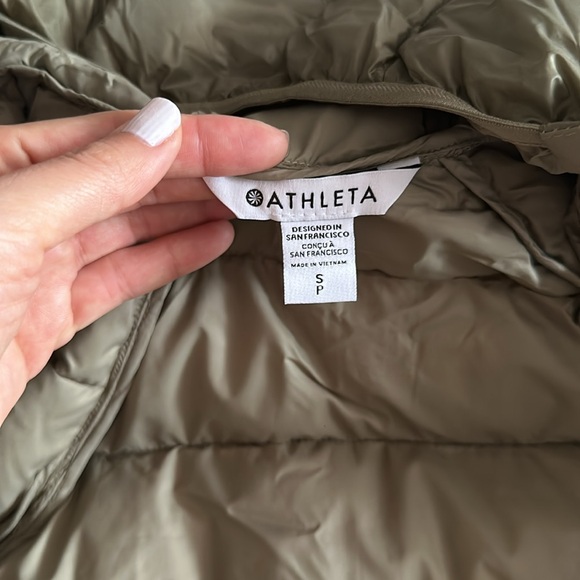 ATHLETA
DESIGNED IN
SAN FRANCISCO
CONÇU À
SAN FRANCISCO
MADE IN VIETNAM
S
P